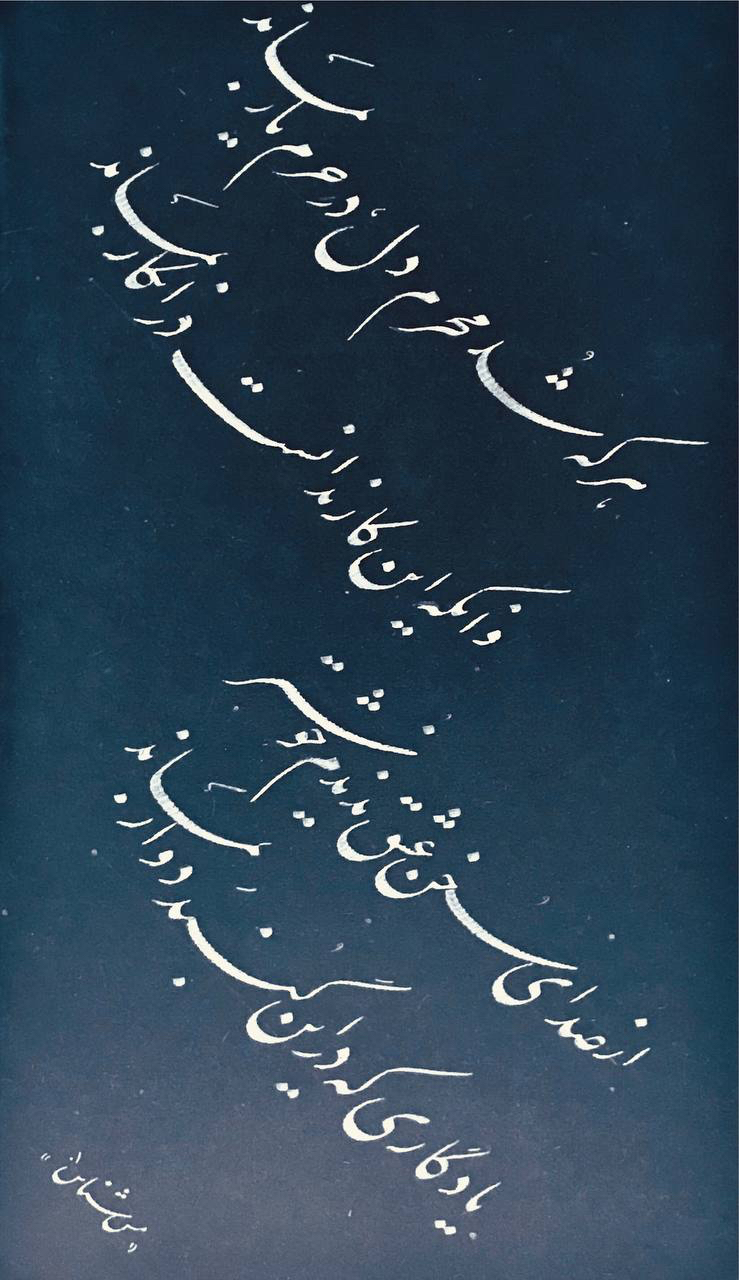 هر که شد محرم دل در حرم یار بماند
وانکه این کار ندانست در انکار بماند
از صدای سخن عشق ندیدم خوشتر
یادگاری که در این گنبد دوار بماند